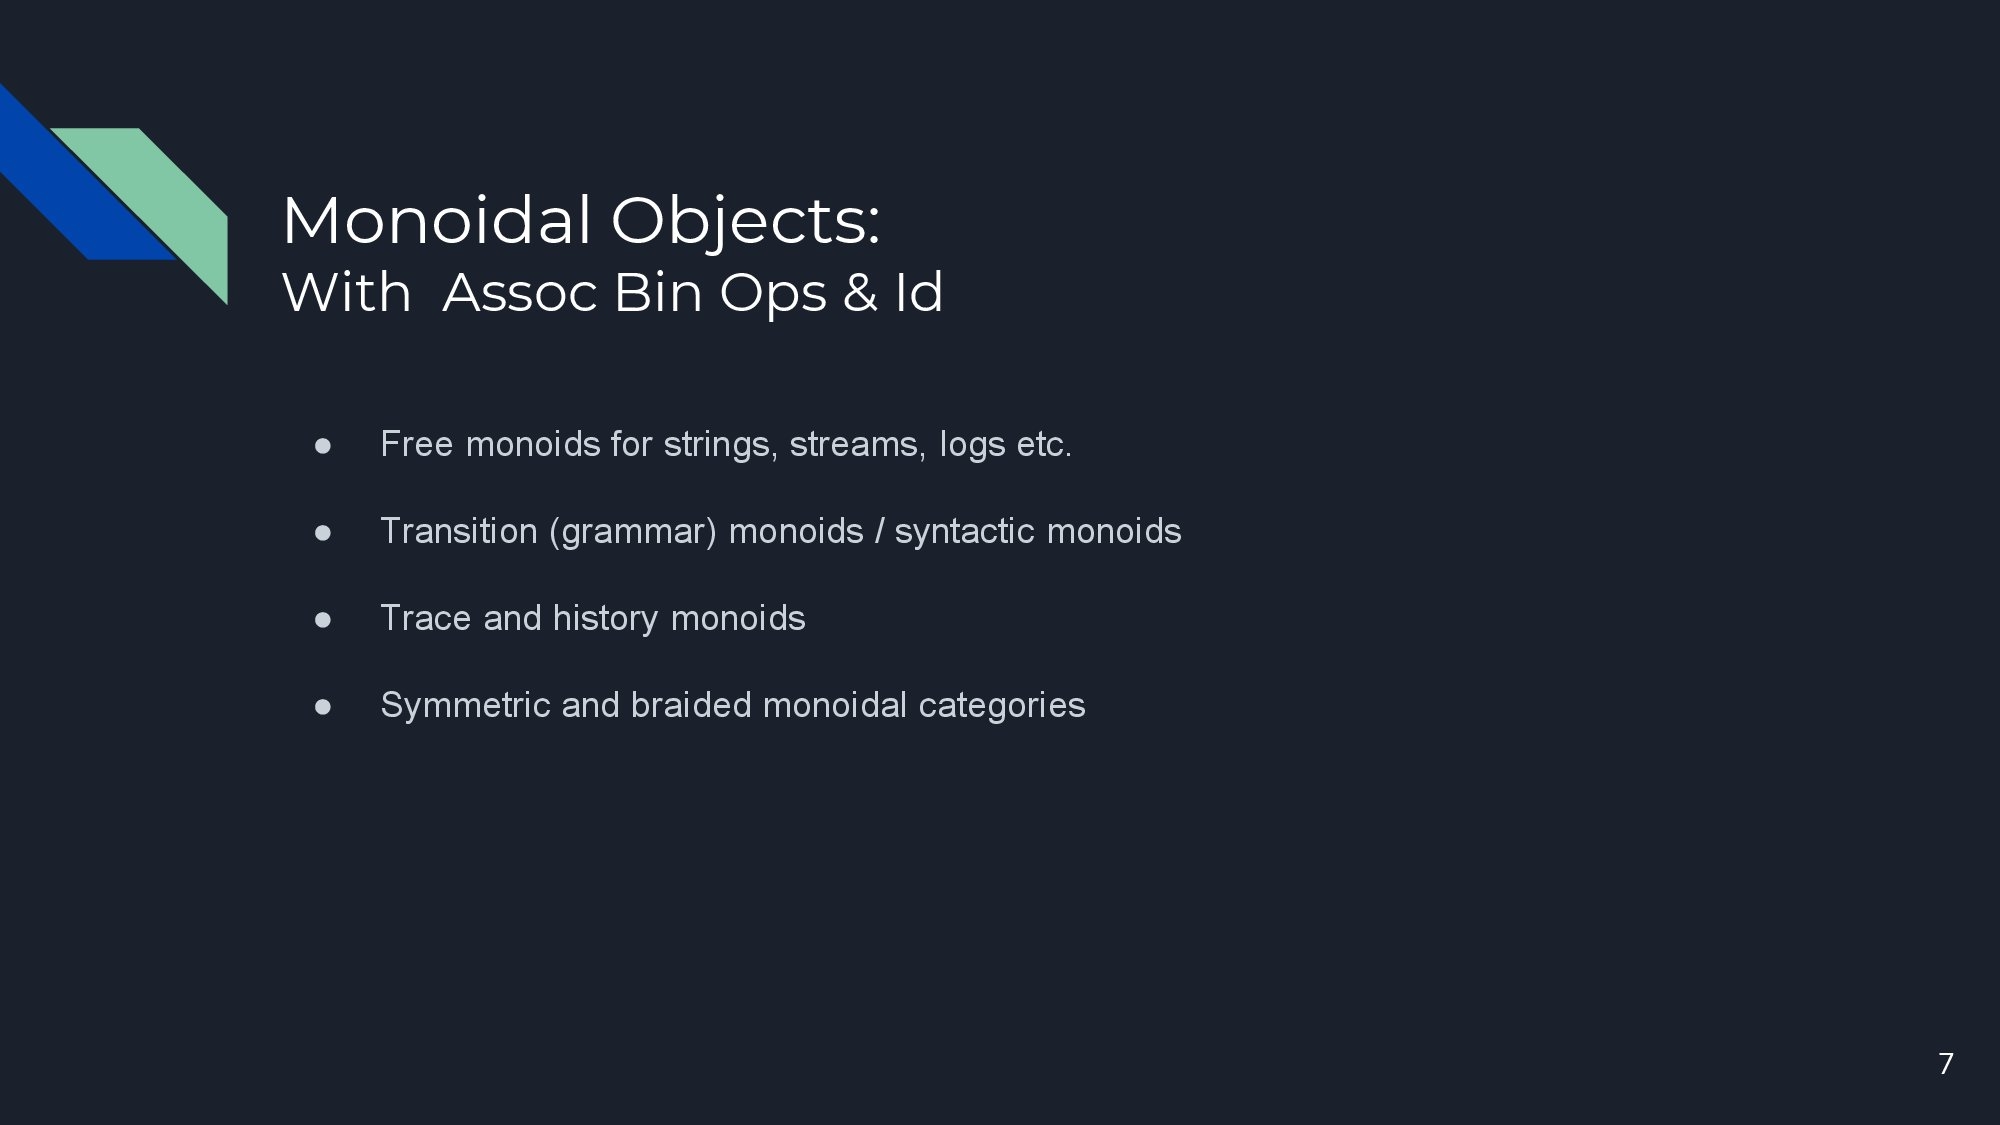 Monoidal Objects:
With  Assoc Bin Ops & Id
● Free monoids for strings, streams, logs etc.
● Transition (grammar) monoids / syntactic monoids
● Trace and history monoids
● Symmetric and braided monoidal categories
7